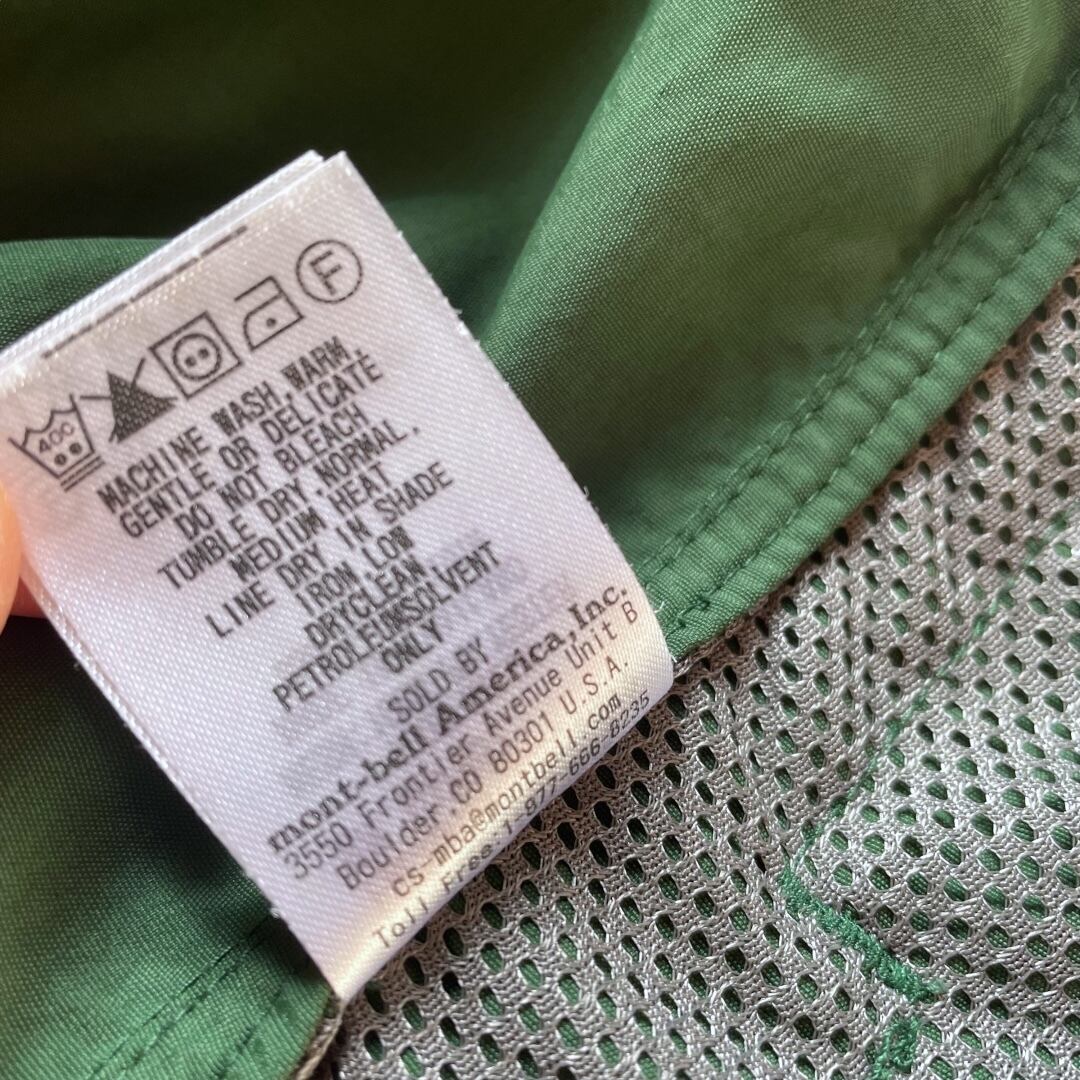 40C
F
MACHINE WASH,WARM
GENTLE OR DELICATE
DO NOT BLEACH
TUMBLE DRY,NORMAL.
MEDIUM HEAT
LINE DRY IN SHADE
IRON LOW
DRYCLEAN
PETROLEUMSOLVENT
ONLY
SOLD BY
mont-bell America,Inc.
3550 Frontier Avenue Unit B
Boulder.CO 80301 U.S.A.
cs-mba@montbell.com
Toll Free 1-877-666-8235